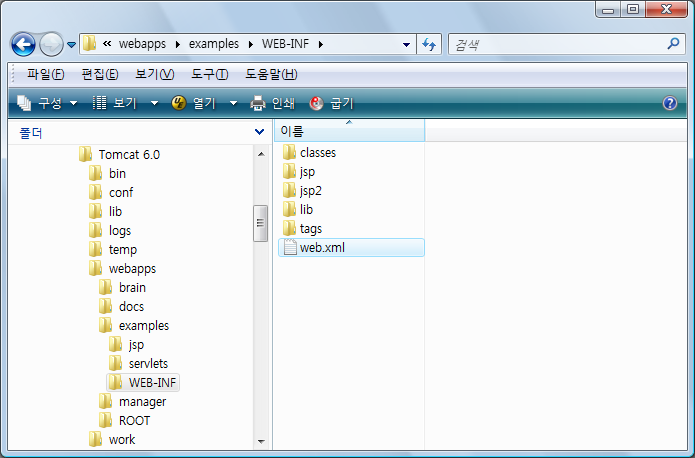 « webapps examples WEB-INF
검색
파일(F) 편집(E) 보기(V) 도구(T) 도움말(H)
구성 보기 열기 인쇄 굽기
폴더
이름
Tomcat 6.0
bin
conf
lib
logs
temp
webapps
brain
docs
examples
jsp
servlets
WEB-INF
manager
ROOT
work
classes
jsp
jsp2
lib
tags
web.xml